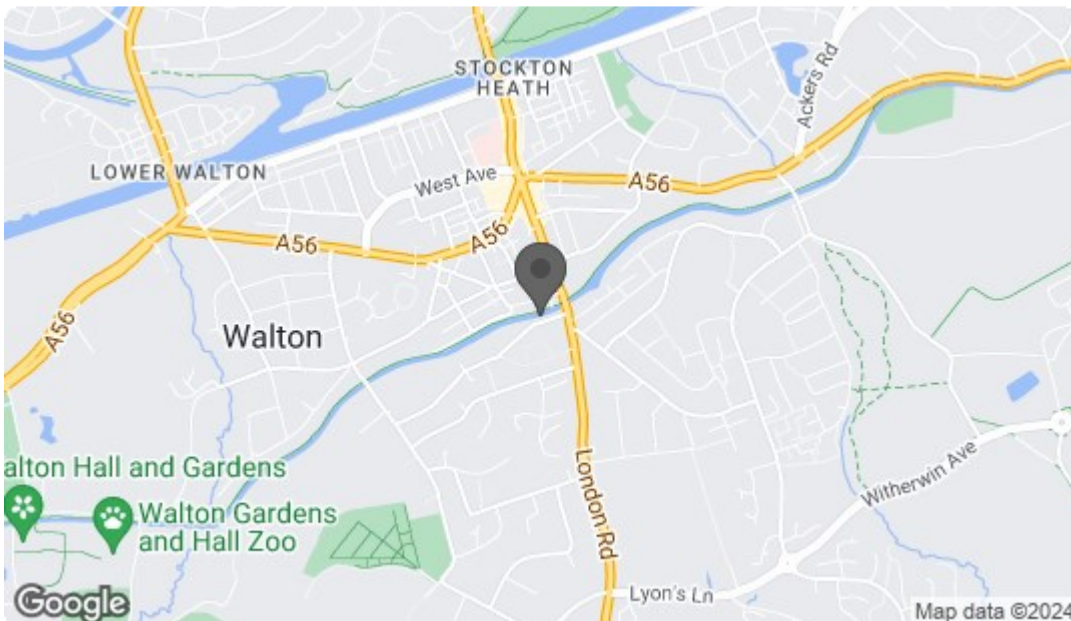 STOCKTON
HEATH
Ackers Rd
LOWER WALTON
West Ave
A56
A56
A56
A56
Walton
London Rd
alton Hall and Gardens
Walton Gardens
and Hall Zoo
Witherwin Ave
Lyon's Ln
Google
Map data ©2024